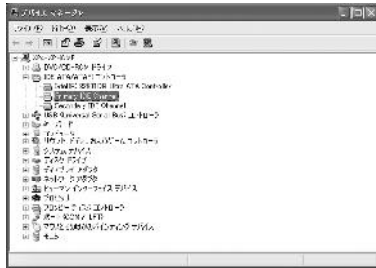 デバイス マネージャ
ファイル(F) 操作(A) 表示(V) ヘルプ(H)
DVD/CD-ROM ドライブ
IDE ATA/ATAPI コントローラ
Ultra ATA Controller
Primary IDE Channel
Secondary IDE Channel
USB (Universal Serial Bus) コントローラ
キーボード
コンピュータ
サウンド、ビデオ、およびゲーム コントローラ
システム デバイス
ディスク ドライブ
ディスプレイ アダプタ
ネットワーク アダプタ
ヒューマン インターフェイス デバイス
プロセッサ
フロッピー ディスク コントローラ
ポート (COM と LPT)
マウスとそのほかのポインティング デバイス
モニタ